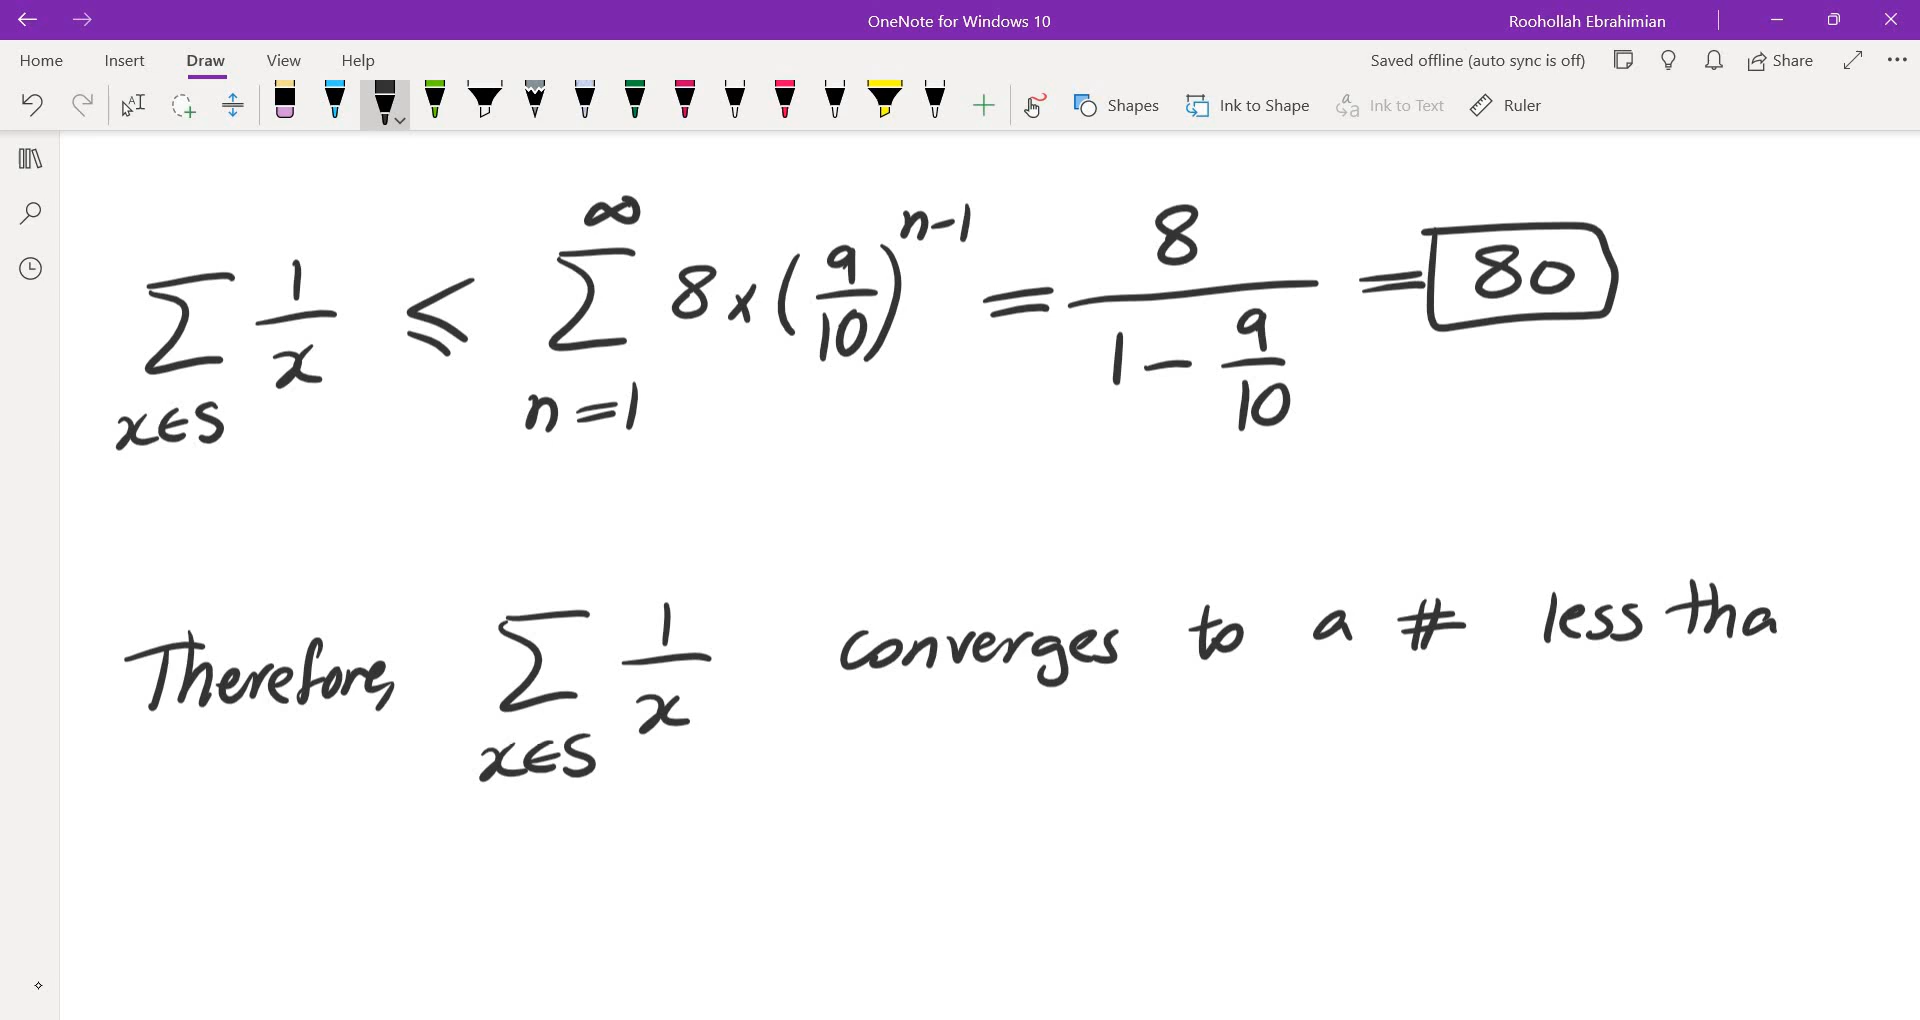 OneNote for Windows 10
Roohollah Ebrahimian
Home Insert Draw View Help
Saved offline (auto sync is off) Share
Shapes Ink to Shape Ink to Text Ruler
∑_{x∈S} 1/x ≤ ∑_{n=1}^{∞} 8 × (9/10)^{n-1} = 8/(1 - 9/10) = 80
Therefore, ∑_{x∈S} 1/x converges to a # less tha